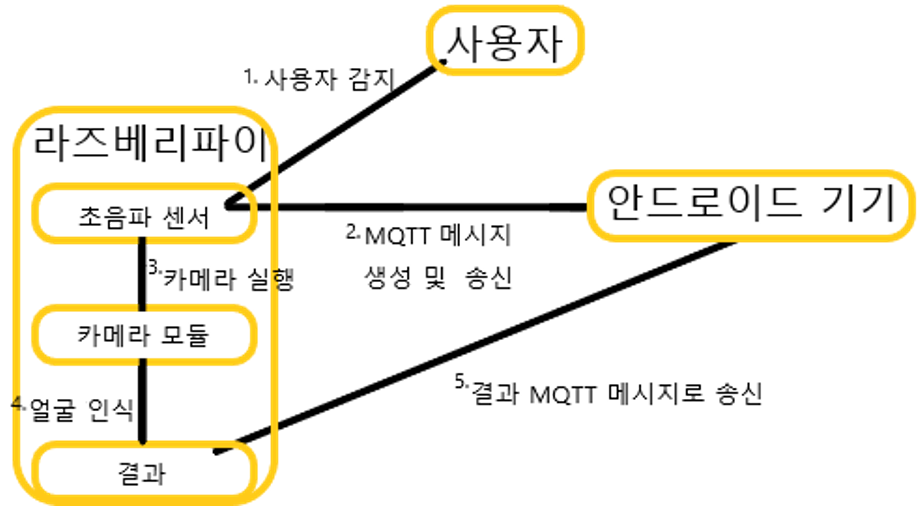 사용자
1. 사용자 감지
라즈베리파이
안드로이드 기기
초음파 센서
2. MQTT 메시지
생성 및 송신
3. 카메라 실행
카메라 모듈
4. 얼굴 인식
5. 결과 MQTT 메시지로 송신
결과